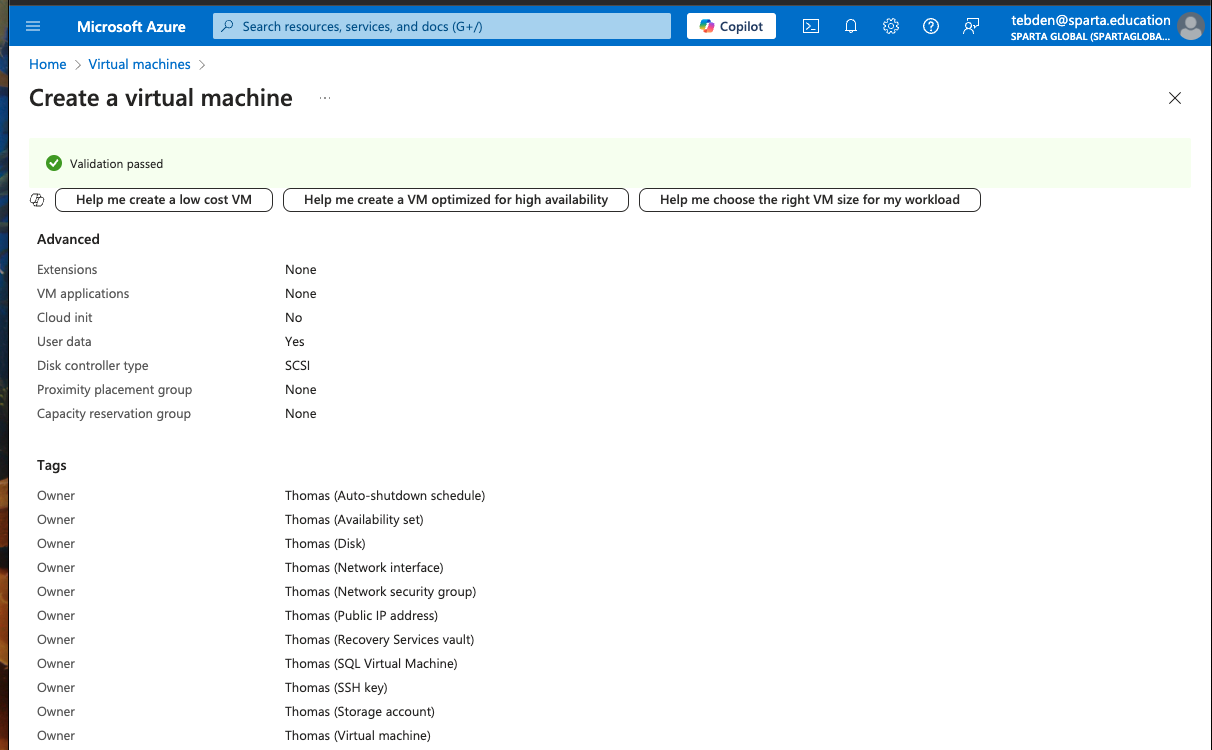 Microsoft Azure
Search resources, services, and docs (G+/)
Copilot
tebden@sparta.education
SPARTA GLOBAL (SPARTAGLOBA...
Home > Virtual machines >
Create a virtual machine ...
Validation passed
Help me create a low cost VM
Help me create a VM optimized for high availability
Help me choose the right VM size for my workload
Advanced
Extensions None
VM applications None
Cloud init No
User data Yes
Disk controller type SCSI
Proximity placement group None
Capacity reservation group None
Tags
Owner Thomas (Auto-shutdown schedule)
Owner Thomas (Availability set)
Owner Thomas (Disk)
Owner Thomas (Network interface)
Owner Thomas (Network security group)
Owner Thomas (Public IP address)
Owner Thomas (Recovery Services vault)
Owner Thomas (SQL Virtual Machine)
Owner Thomas (SSH key)
Owner Thomas (Storage account)
Owner Thomas (Virtual machine)